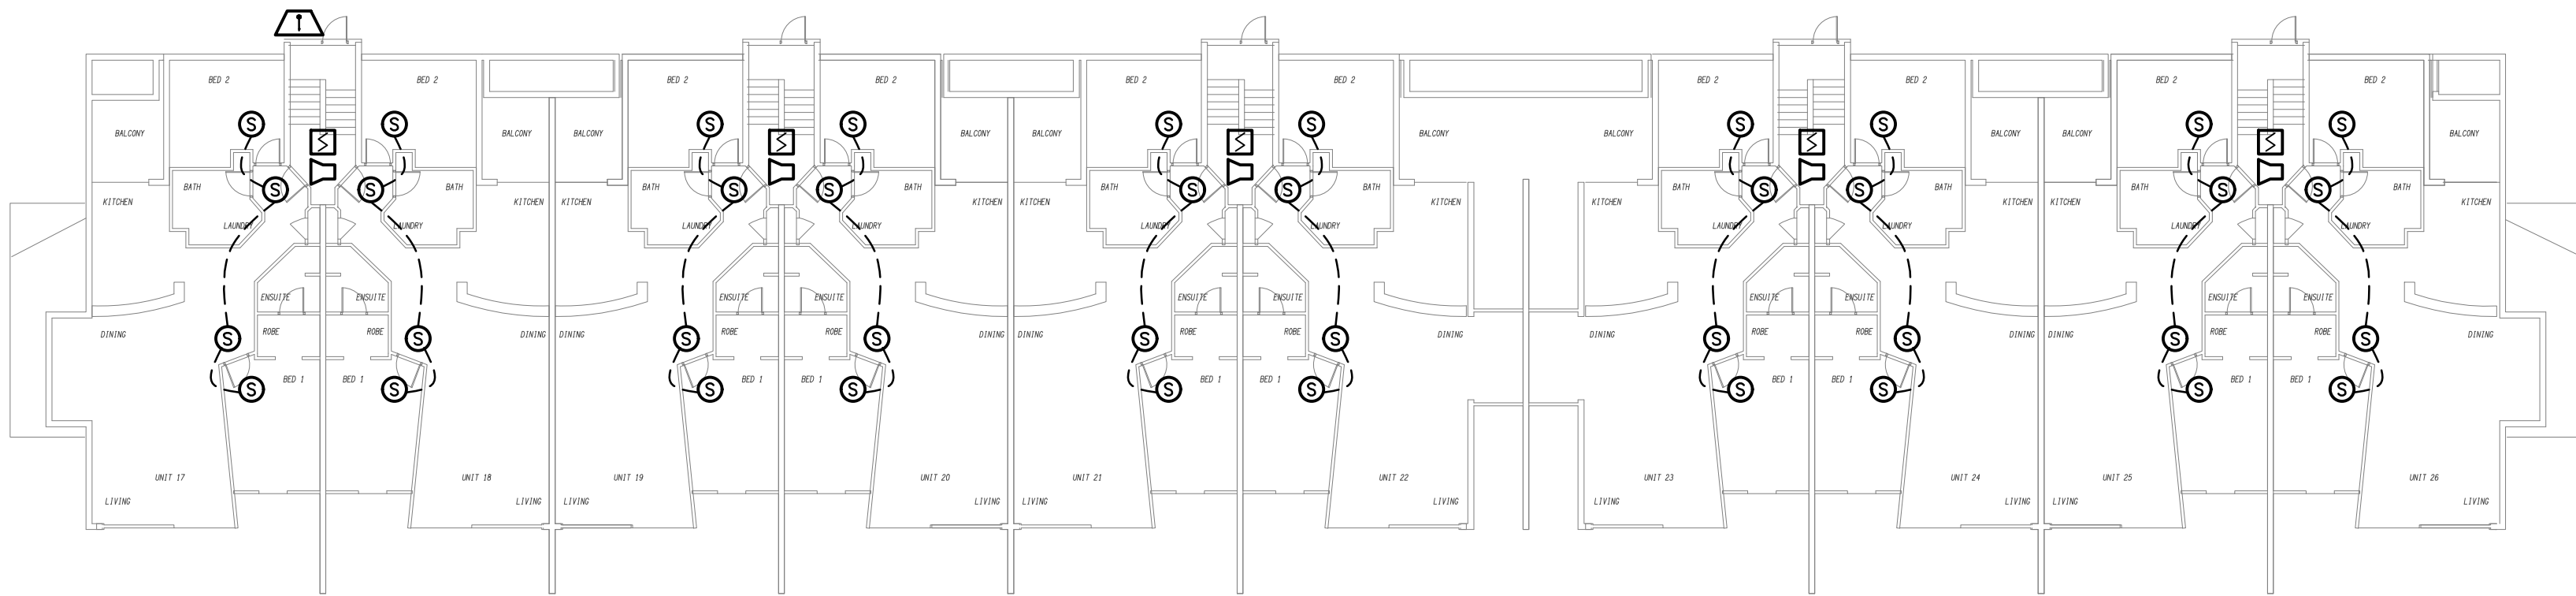 BED 2 BED 2 BED 2 BED 2 BED 2 BED 2 BED 2 BED 2 BED 2 BED 2
S S S S S S S S S S
BALCONY BALCONY BALCONY BALCONY BALCONY BALCONY BALCONY BALCONY BALCONY BALCONY
BATH S S BATH BATH S S BATH BATH S S BATH BATH S S BATH BATH S S BATH
KITCHEN KITCHEN KITCHEN KITCHEN KITCHEN KITCHEN KITCHEN KITCHEN KITCHEN KITCHEN
LAUNDRY LAUNDRY LAUNDRY LAUNDRY LAUNDRY LAUNDRY LAUNDRY LAUNDRY LAUNDRY LAUNDRY
ENSUITE ENSUITE ENSUITE ENSUITE ENSUITE ENSUITE ENSUITE ENSUITE ENSUITE ENSUITE
DINING ROBE ROBE DINING DINING ROBE ROBE DINING DINING ROBE ROBE DINING DINING ROBE ROBE DINING DINING ROBE ROBE DINING
S S S S S S S S S S
BED 1 BED 1 BED 1 BED 1 BED 1 BED 1 BED 1 BED 1 BED 1 BED 1
S S S S S S S S S S
UNIT 17 UNIT 18 UNIT 19 UNIT 20 UNIT 21 UNIT 22 UNIT 23 UNIT 24 UNIT 25 UNIT 26
LIVING LIVING LIVING LIVING LIVING LIVING LIVING LIVING LIVING LIVING